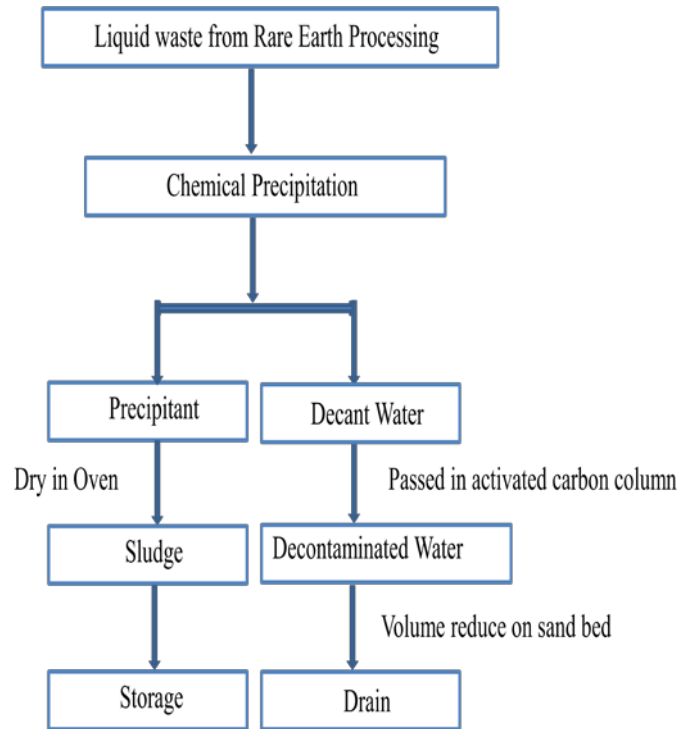 Liquid waste from Rare Earth Processing
Chemical Precipitation
Precipitant
Decant Water
Dry in Oven
Passed in activated carbon column
Sludge
Decontaminated Water
Volume reduce on sand bed
Storage
Drain